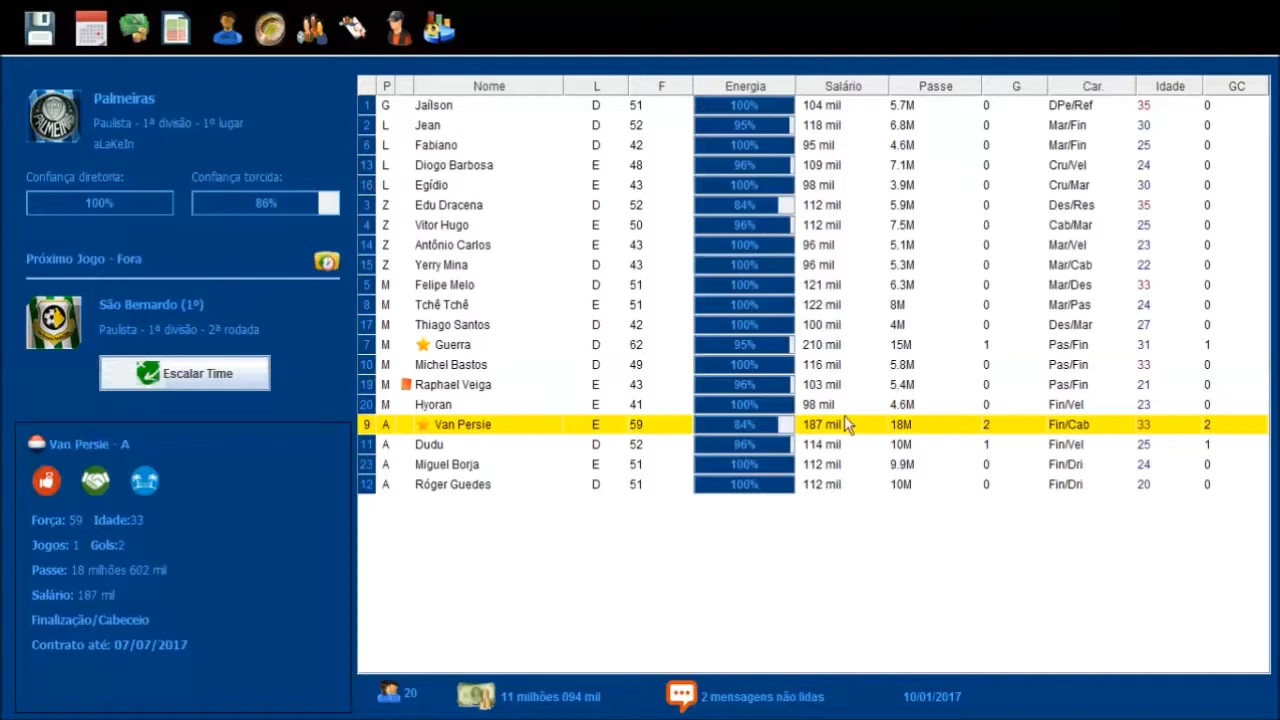 Palmeiras
Paulista - 1ª divisão - 1º lugar
aLaKeIn
Confiança diretoria: Confiança torcida:
100% 86%
Próximo Jogo - Fora
São Bernardo (1º)
Paulista - 1ª divisão - 2ª rodada
Escalar Time
Van Persie - A
Força: 59 Idade:33
Jogos: 1 Gols:2
Passe: 18 milhões 602 mil
Salário: 187 mil
Finalização/Cabeceio
Contrato até: 07/07/2017
P Nome L F Energia Salário Passe G Car. Idade GC
1 G Jaílson D 51 100% 104 mil 5.7M 0 DPe/Ref 35 0
2 L Jean D 52 95% 118 mil 6.8M 0 Mar/Fin 30 0
6 L Fabiano D 42 100% 95 mil 4.6M 0 Mar/Fin 25 0
13 L Diogo Barbosa E 48 96% 109 mil 7.1M 0 Cru/Vel 24 0
16 L Egídio E 43 100% 98 mil 3.9M 0 Cru/Mar 30 0
3 Z Edu Dracena D 52 84% 112 mil 5.9M 0 Des/Res 35 0
4 Z Vitor Hugo E 50 96% 112 mil 7.5M 0 Cab/Mar 25 0
14 Z Antônio Carlos E 43 100% 96 mil 5.1M 0 Mar/Vel 23 0
15 Z Yerry Mina D 43 100% 96 mil 5.3M 0 Mar/Cab 22 0
5 M Felipe Melo D 51 100% 121 mil 6.3M 0 Mar/Des 33 0
8 M Tchê Tchê E 51 100% 122 mil 8M 0 Mar/Pas 24 0
17 M Thiago Santos D 42 100% 100 mil 4M 0 Des/Mar 27 0
7 M Guerra D 62 95% 210 mil 15M 1 Pas/Fin 31 1
10 M Michel Bastos D 49 100% 116 mil 5.8M 0 Pas/Fin 33 0
19 M Raphael Veiga E 43 96% 103 mil 5.4M 0 Pas/Fin 21 0
20 M Hyoran E 41 100% 98 mil 4.6M 0 Fin/Vel 23 0
9 A Van Persie E 59 84% 187 mil 18M 2 Fin/Cab 33 2
11 A Dudu D 52 96% 114 mil 10M 1 Fin/Vel 25 1
23 A Miguel Borja E 51 100% 112 mil 9.9M 0 Fin/Dri 24 0
12 A Róger Guedes D 51 100% 112 mil 10M 0 Fin/Dri 20 0
20 11 milhões 094 mil 2 mensagens não lidas 10/01/2017